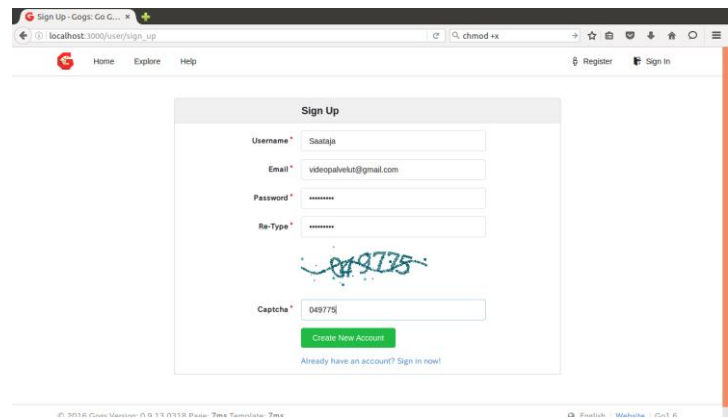 Sign Up - Gogs: Go G...
localhost:3000/user/sign_up
chmod +x
Home Explore Help Register Sign In
Sign Up
Username * Saataja
Email * videopalvelut@gmail.com
Password * •••••••••
Re-Type * •••••••••
049775
Captcha * 049775
Create New Account
Already have an account? Sign in now!
© 2016 Gogs Version: 0.9.13.0318 Page: 7ms Template: 7ms English Website Go1.6